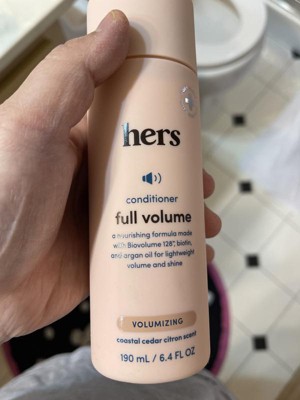 hers
conditioner
full volume
a nourishing formula made
with Biovolume 128*, biotin,
and argan oil for lightweight
volume and shine
VOLUMIZING
coastal cedar citron scent
190 mL / 6.4 FL OZ